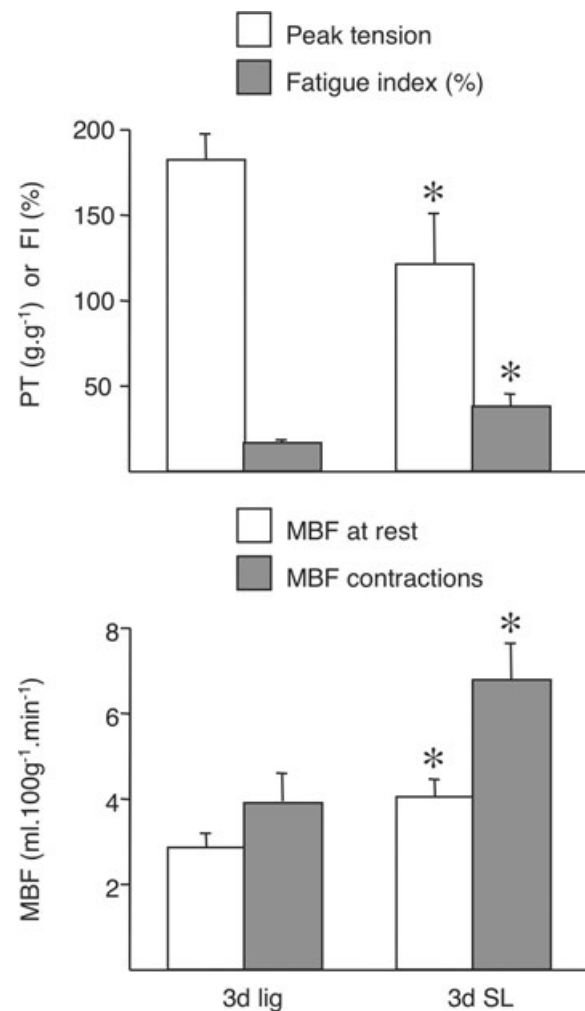 Peak tension
Fatigue index (%)
PT (g.g⁻¹) or FI (%)
200
150
100
50
*
*
MBF at rest
MBF contractions
MBF (ml.100g⁻¹.min⁻¹)
8
6
4
2
*
*
3d lig
3d SL